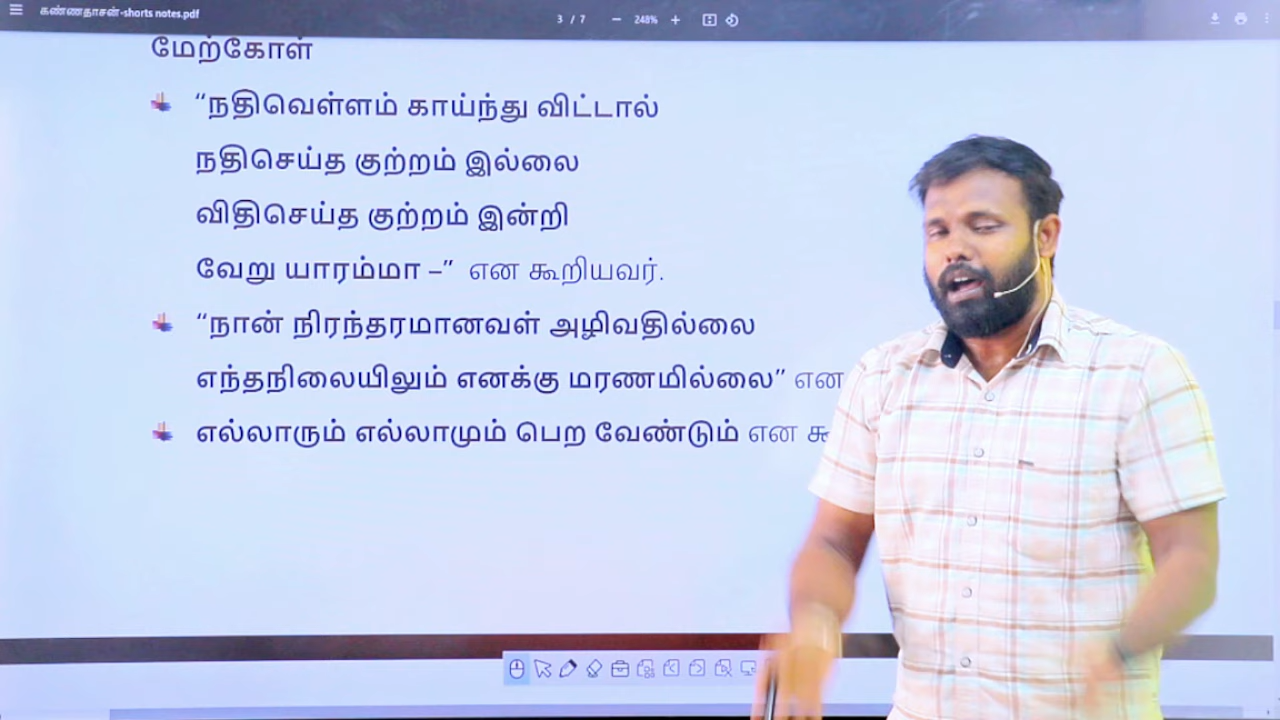 கண்ணதாசன்-shorts notes.pdf
3 / 7
248%
மேற்கோள்
“நதிவெள்ளம் காய்ந்து விட்டால்
நதிசெய்த குற்றம் இல்லை
விதிசெய்த குற்றம் இன்றி
வேறு யாரம்மா –” என கூறியவர்.
“நான் நிரந்தரமானவள் அழிவதில்லை
எந்தநிலையிலும் எனக்கு மரணமில்லை” என
எல்லாரும் எல்லாமும் பெற வேண்டும் என